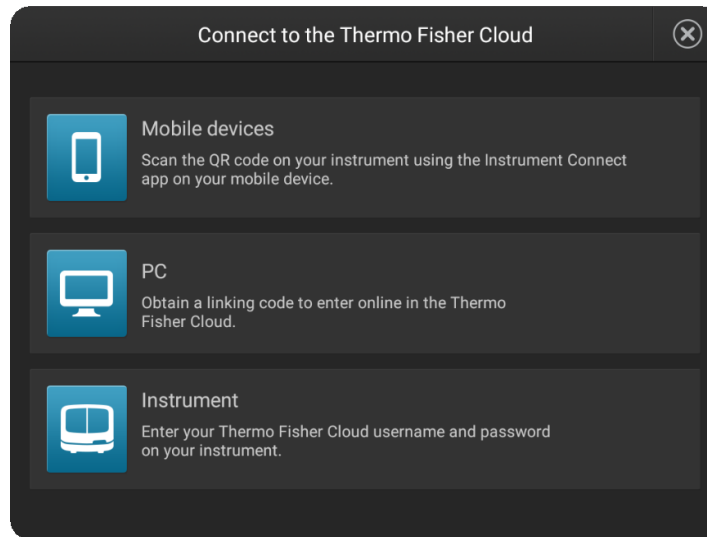 Connect to the Thermo Fisher Cloud
Mobile devices
Scan the QR code on your instrument using the Instrument Connect
app on your mobile device.
PC
Obtain a linking code to enter online in the Thermo
Fisher Cloud.
Instrument
Enter your Thermo Fisher Cloud username and password
on your instrument.